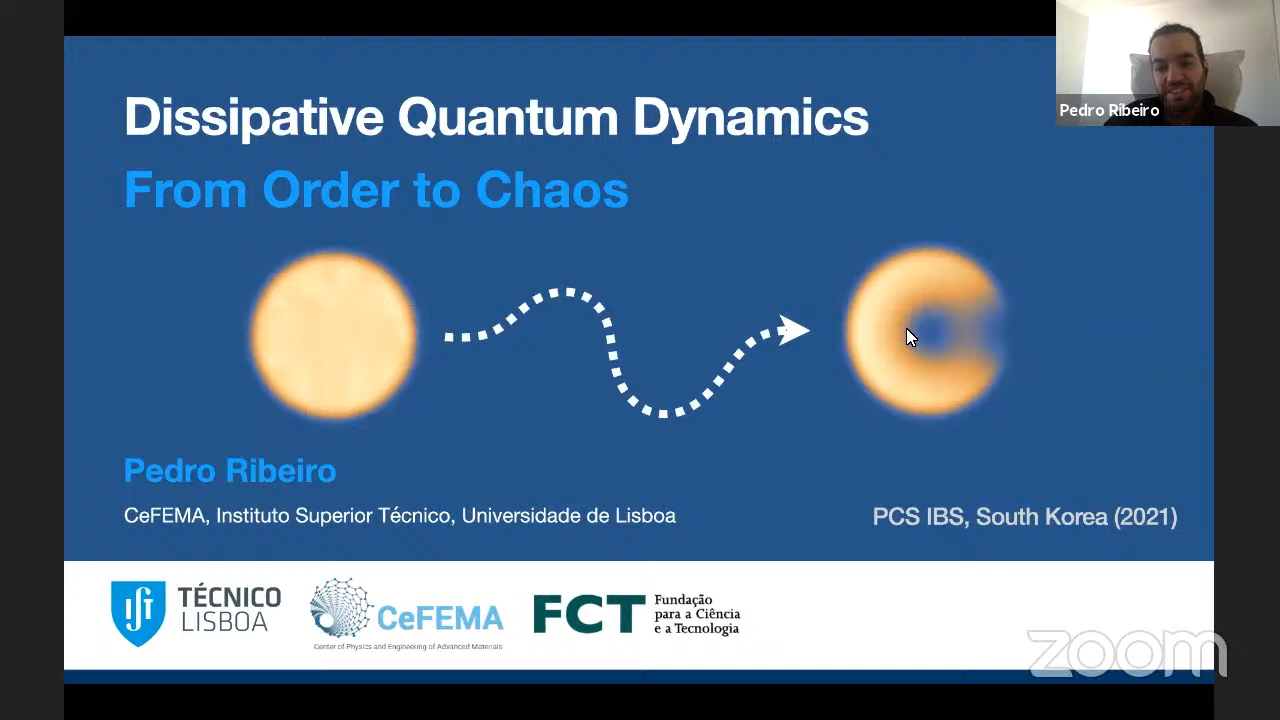 Dissipative Quantum Dynamics
From Order to Chaos
Pedro Ribeiro
Pedro Ribeiro
CeFEMA, Instituto Superior Técnico, Universidade de Lisboa
PCS IBS, South Korea (2021)
TÉCNICO
LISBOA
CeFEMA
Center of Physics and Engineering of Advanced Materials
FCT
Fundação
para a Ciência
e a Tecnologia
zoom